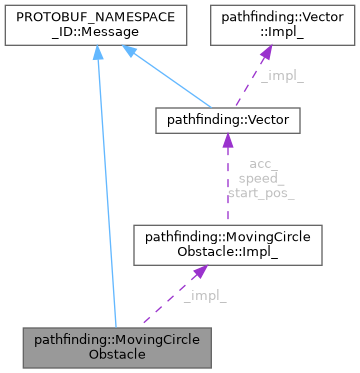 PROTOBUF_NAMESPACE
_ID::Message
pathfinding::Vector
::Impl_
_impl_
pathfinding::Vector
acc_
speed_
start_pos_
pathfinding::MovingCircle
Obstacle::Impl_
_impl_
pathfinding::MovingCircle
Obstacle